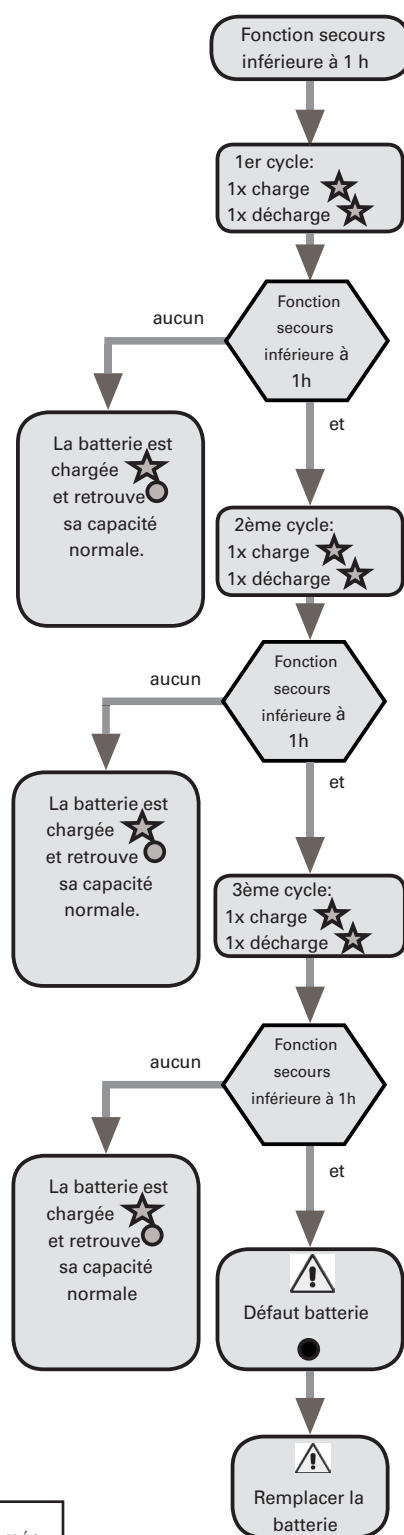 Fonction secours
inférieure à 1 h
1er cycle:
1x charge
1x décharge
Fonction
secours
inférieure à
1h
aucun
et
La batterie est
chargée
et retrouve
sa capacité
normale.
2ème cycle:
1x charge
1x décharge
Fonction
secours
inférieure à
1h
aucun
et
La batterie est
chargée
et retrouve
sa capacité
normale.
3ème cycle:
1x charge
1x décharge
Fonction
secours
inférieure à 1h
aucun
et
La batterie est
chargée
et retrouve
sa capacité
normale
Défaut batterie
Remplacer la
batterie